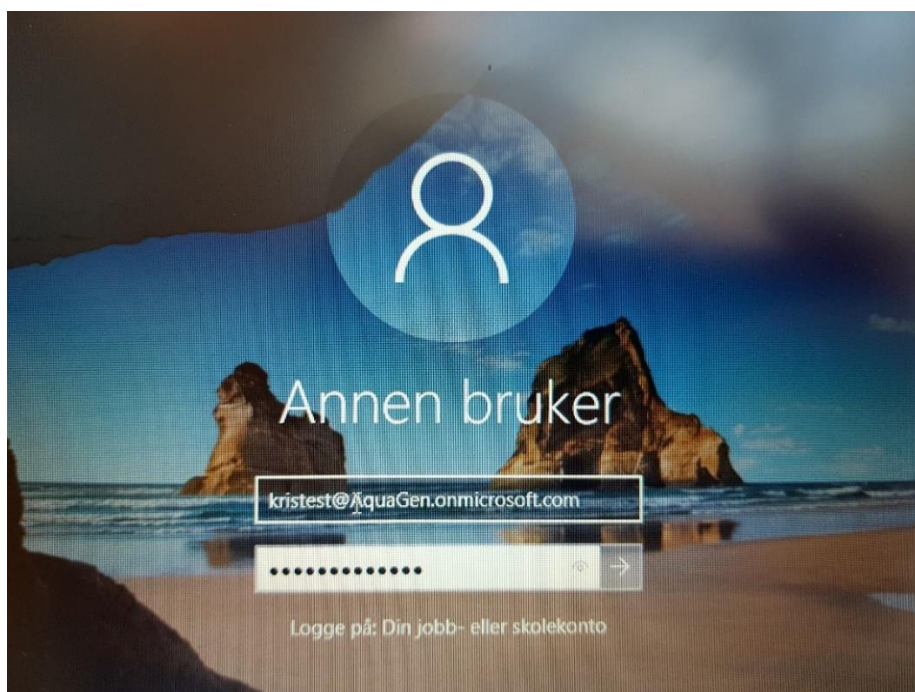 Annen bruker
kristest@AquaGen.onmicrosoft.com
•••••••••••••
Logge på: Din jobb- eller skolekonto